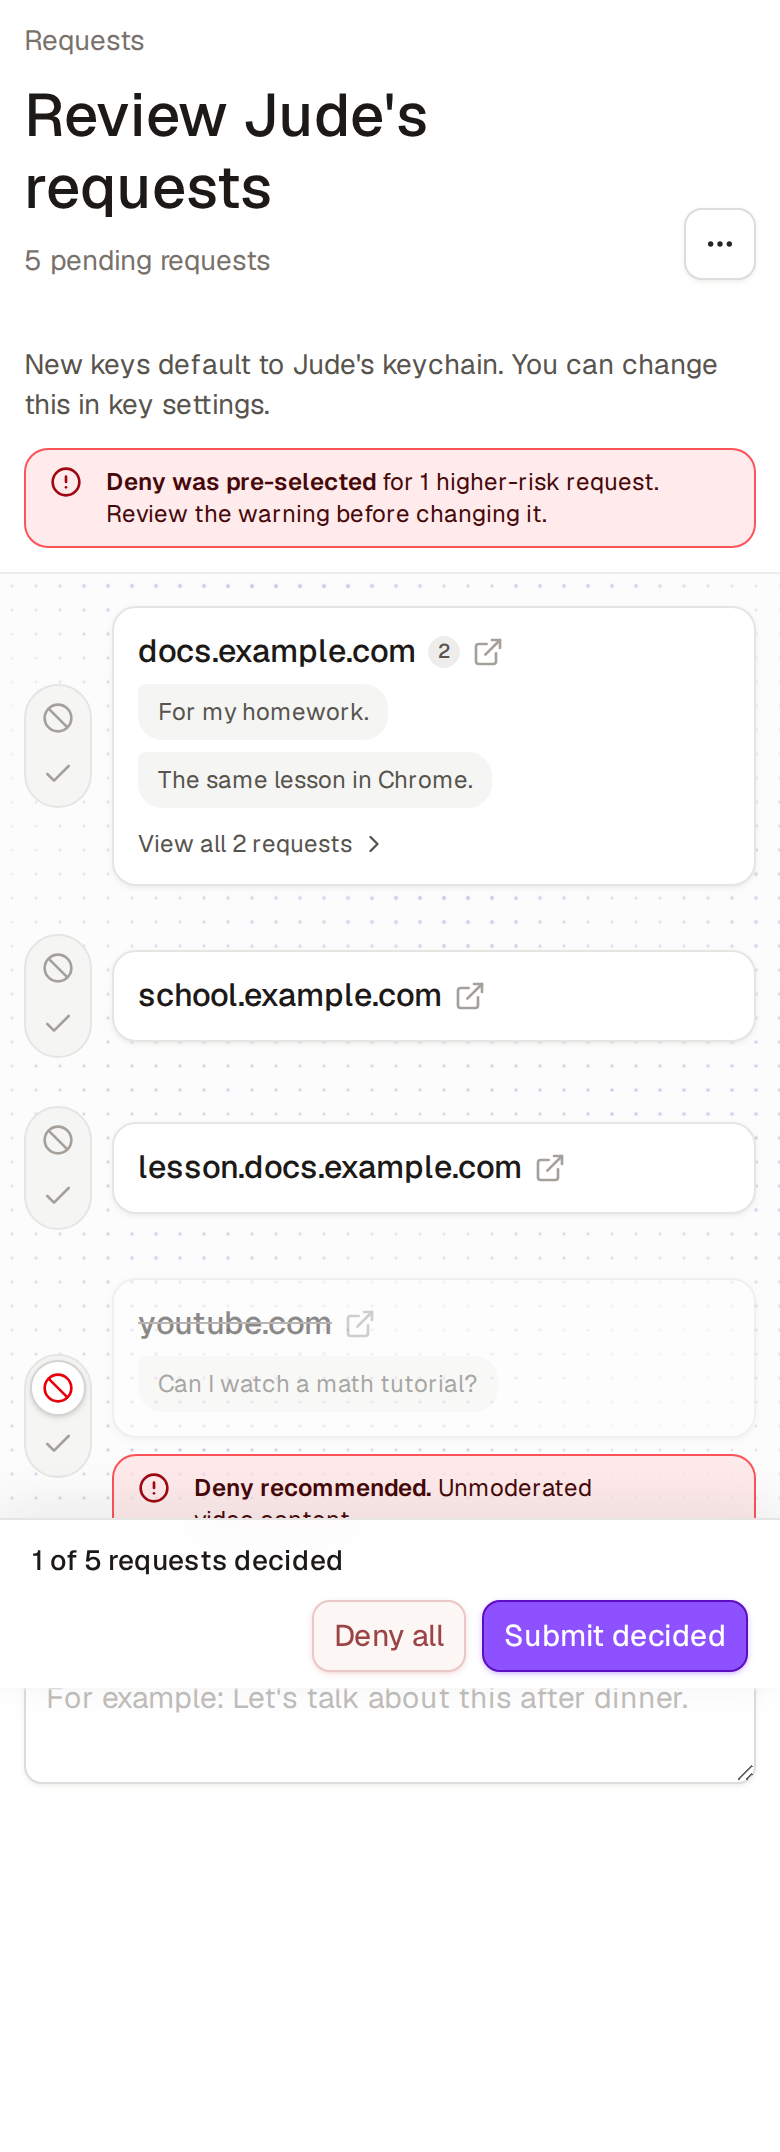 Requests
Review Jude's
requests
5 pending requests
New keys default to Jude's keychain. You can change
this in key settings.
Deny was pre-selected for 1 higher-risk request.
Review the warning before changing it.
docs.example.com 2
For my homework.
The same lesson in Chrome.
View all 2 requests
school.example.com
lesson.docs.example.com
youtube.com
Can I watch a math tutorial?
Deny recommended. Unmoderated
video content
1 of 5 requests decided
Deny all
Submit decided
For example: Let's talk about this after dinner.